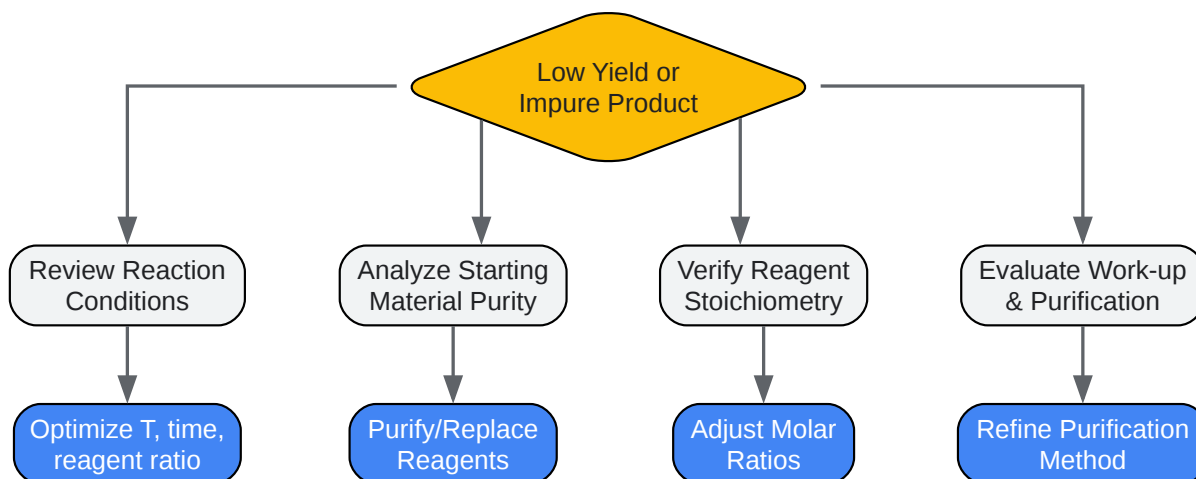 Low Yield or
Impure Product
Review Reaction
Conditions
Analyze Starting
Material Purity
Verify Reagent
Stoichiometry
Evaluate Work-up
& Purification
Optimize T, time,
reagent ratio
Purify/Replace
Reagents
Adjust Molar
Ratios
Refine Purification
Method